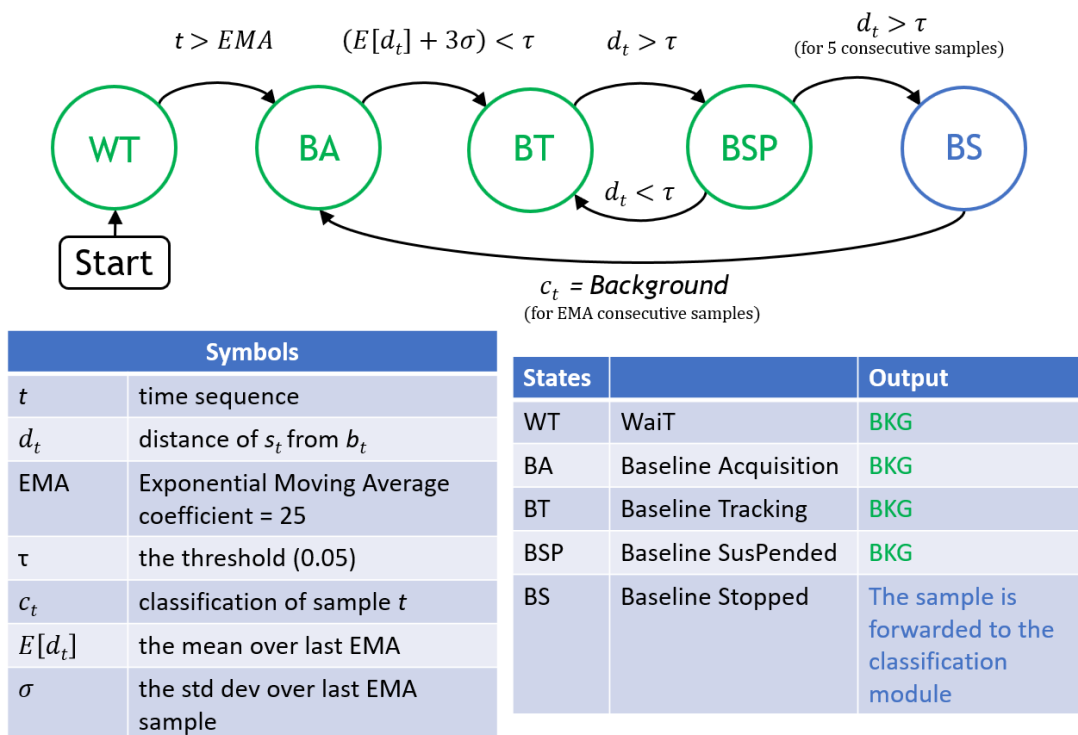 t > EMA
(E[d_t] + 3σ) < τ
d_t > τ
d_t > τ
(for 5 consecutive samples)
WT
BA
BT
BSP
BS
d_t < τ
Start
c_t = Background
(for EMA consecutive samples)
Symbols
t time sequence
d_t distance of s_t from b_t
EMA Exponential Moving Average
coefficient = 25
τ the threshold (0.05)
c_t classification of sample t
E[d_t] the mean over last EMA
σ the std dev over last EMA
sample
States Output
WT WaiT BKG
BA Baseline Acquisition BKG
BT Baseline Tracking BKG
BSP Baseline SusPended BKG
BS Baseline Stopped The sample is
forwarded to the
classification
module